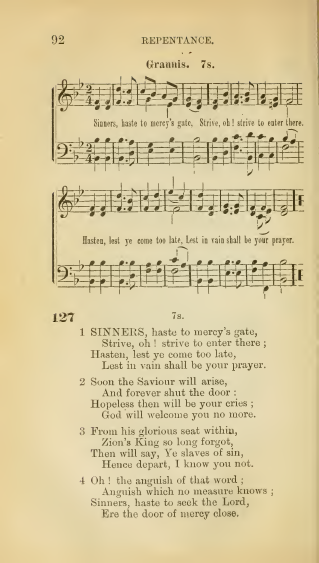 92 REPENTANCE.
Grannis. 7s.
Sinners, haste to mercy's gate, Strive, oh! strive to enter there.
Hasten, lest ye come too late, Lest in vain shall be your prayer.
127 7s.
1 SINNERS, haste to mercy's gate,
Strive, oh! strive to enter there;
Hasten, lest ye come too late,
Lest in vain shall be your prayer.
2 Soon the Saviour will arise,
And forever shut the door:
Hopeless then will be your cries;
God will welcome you no more.
3 From his glorious seat within,
Zion's King so long forgot,
Then will say, Ye slaves of sin,
Hence depart, I know you not.
4 Oh! the anguish of that word;
Anguish which no measure knows;
Sinners, haste to seek the Lord,
Ere the door of mercy close.